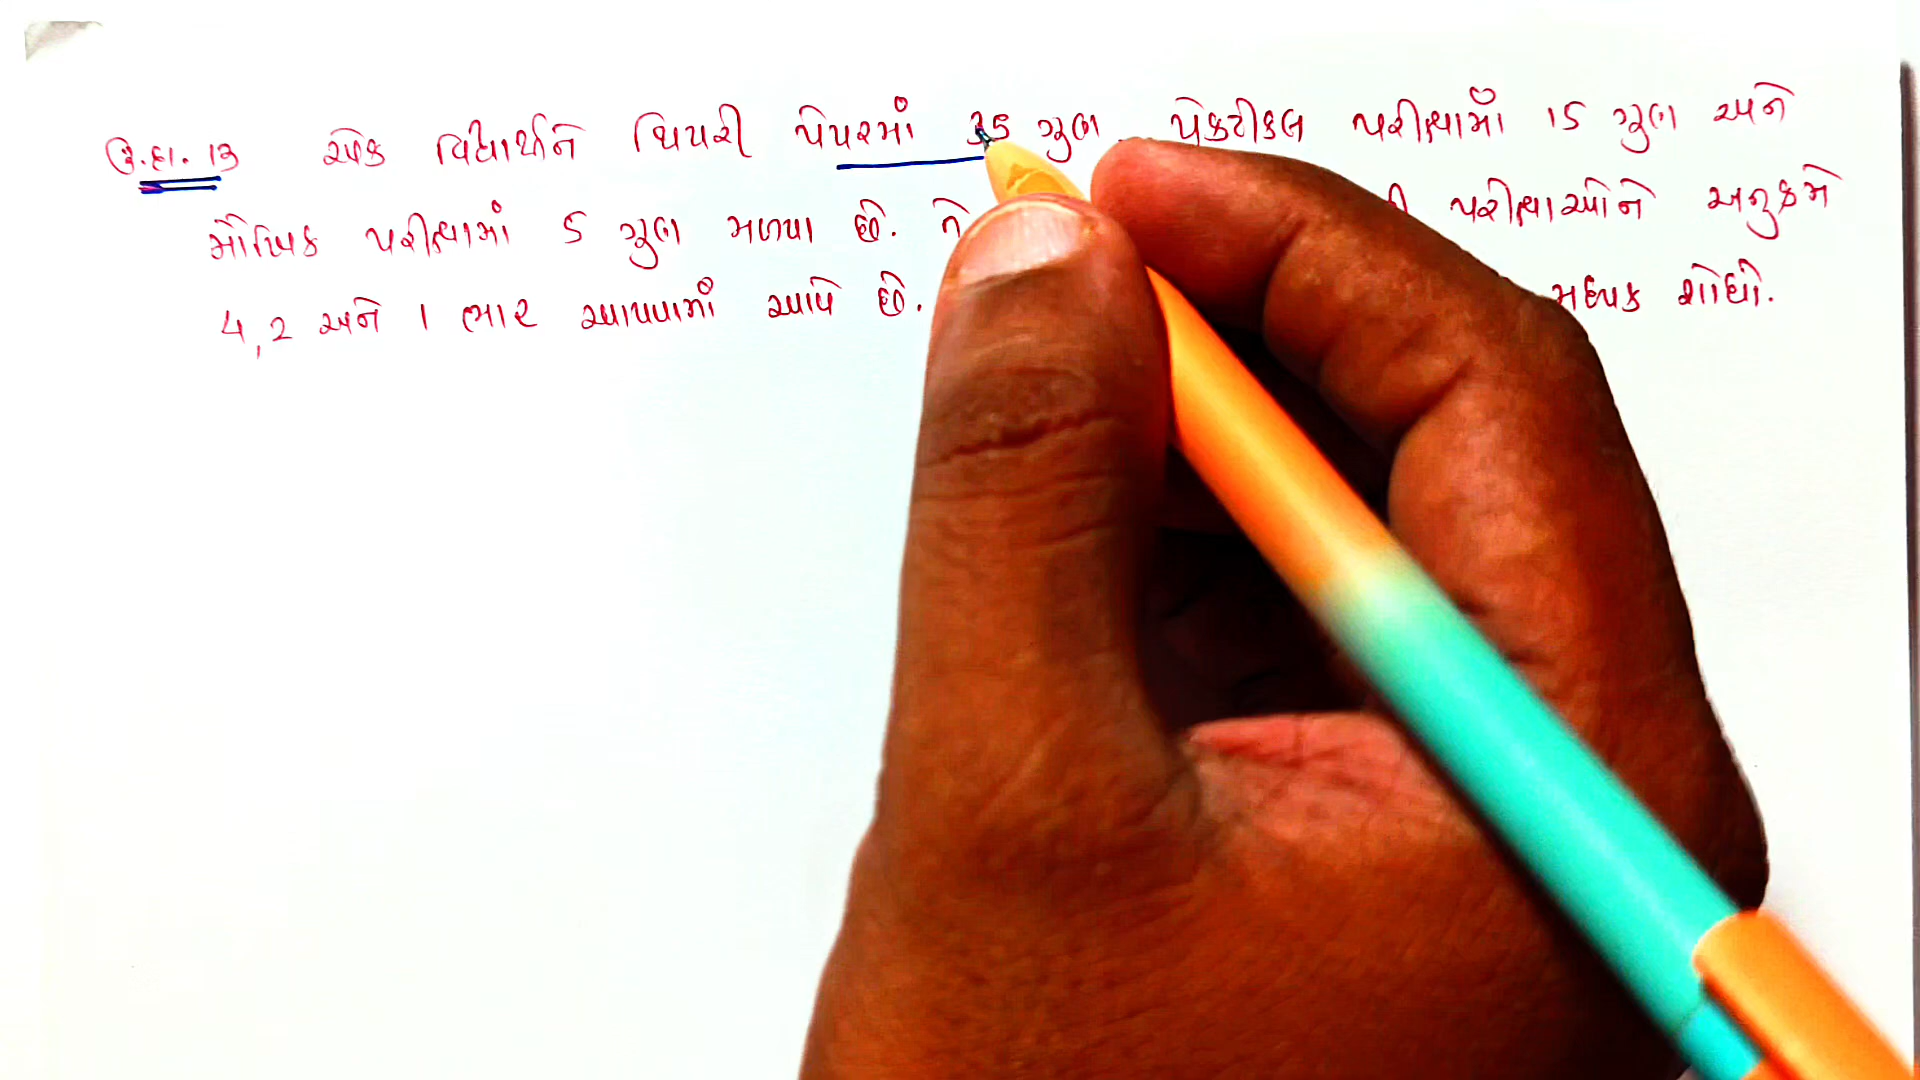 ઉ.દા. 13 એક વિદ્યાર્થીને થિયરી પેપરમાં 35 ગુણ પ્રેક્ટીકલ પરીક્ષામાં 15 ગુણ અને
મૌખિક પરીક્ષામાં 5 ગુણ મળ્યા છે. પરીક્ષાઓને અનુક્રમે
4, 2 અને 1 ભાર આપવામાં આવે છે. મધ્યક શોધો.